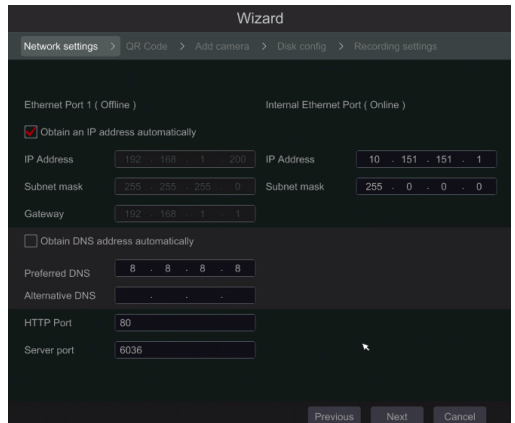 Wizard
Network settings > QR Code > Add camera > Disk config > Recording settings
Ethernet Port 1 ( Offline ) Internal Ethernet Port ( Online )
Obtain an IP address automatically
IP Address 192 . 168 . 1 . 200 IP Address 10 . 151 . 151 . 1
Subnet mask 255 . 255 . 255 . 0 Subnet mask 255 . 0 . 0 . 0
Gateway 192 . 168 . 1 . 1
Obtain DNS address automatically
Preferred DNS 8 . 8 . 8 . 8
Alternative DNS . . .
HTTP Port 80
Server port 6036
Previous Next Cancel